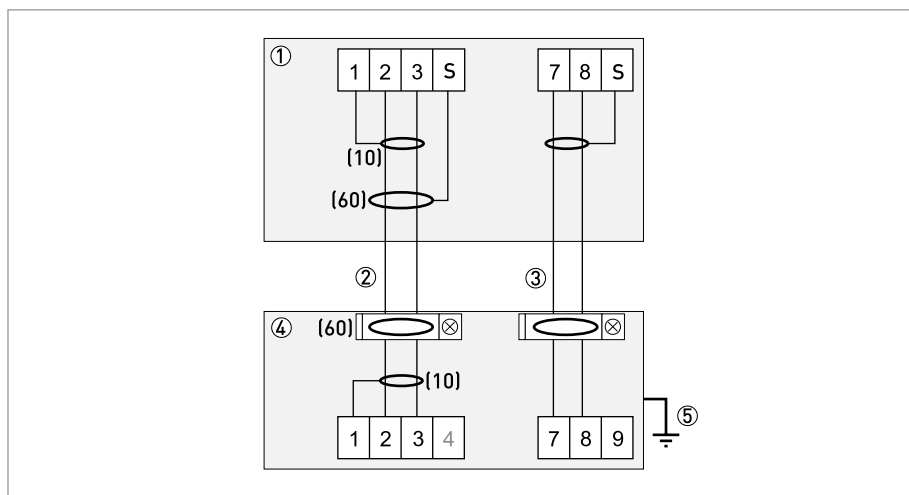 ①
1 2 3 S
7 8 S
(10)
(60)
②
③
④
(60)
(10)
⑤
1 2 3 4
7 8 9